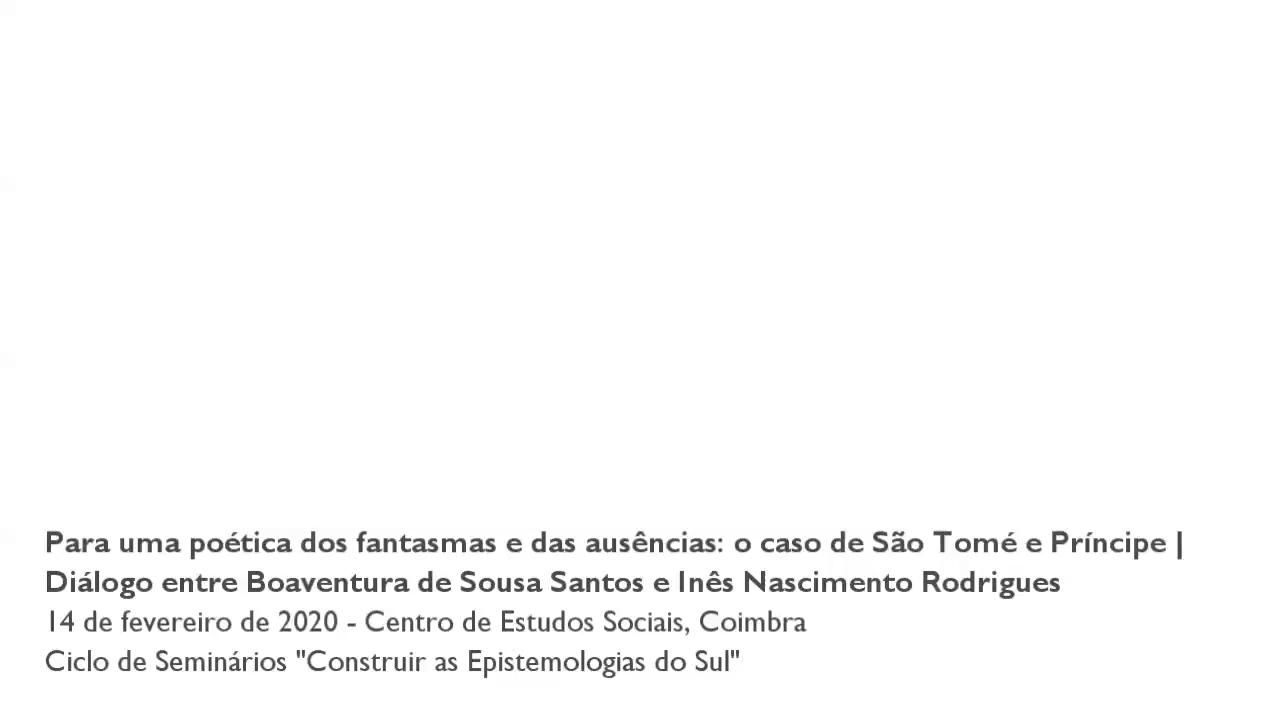 Para uma poética dos fantasmas e das ausências: o caso de São Tomé e Príncipe |
Diálogo entre Boaventura de Sousa Santos e Inês Nascimento Rodrigues
14 de fevereiro de 2020 - Centro de Estudos Sociais, Coimbra
Ciclo de Seminários "Construir as Epistemologias do Sul"